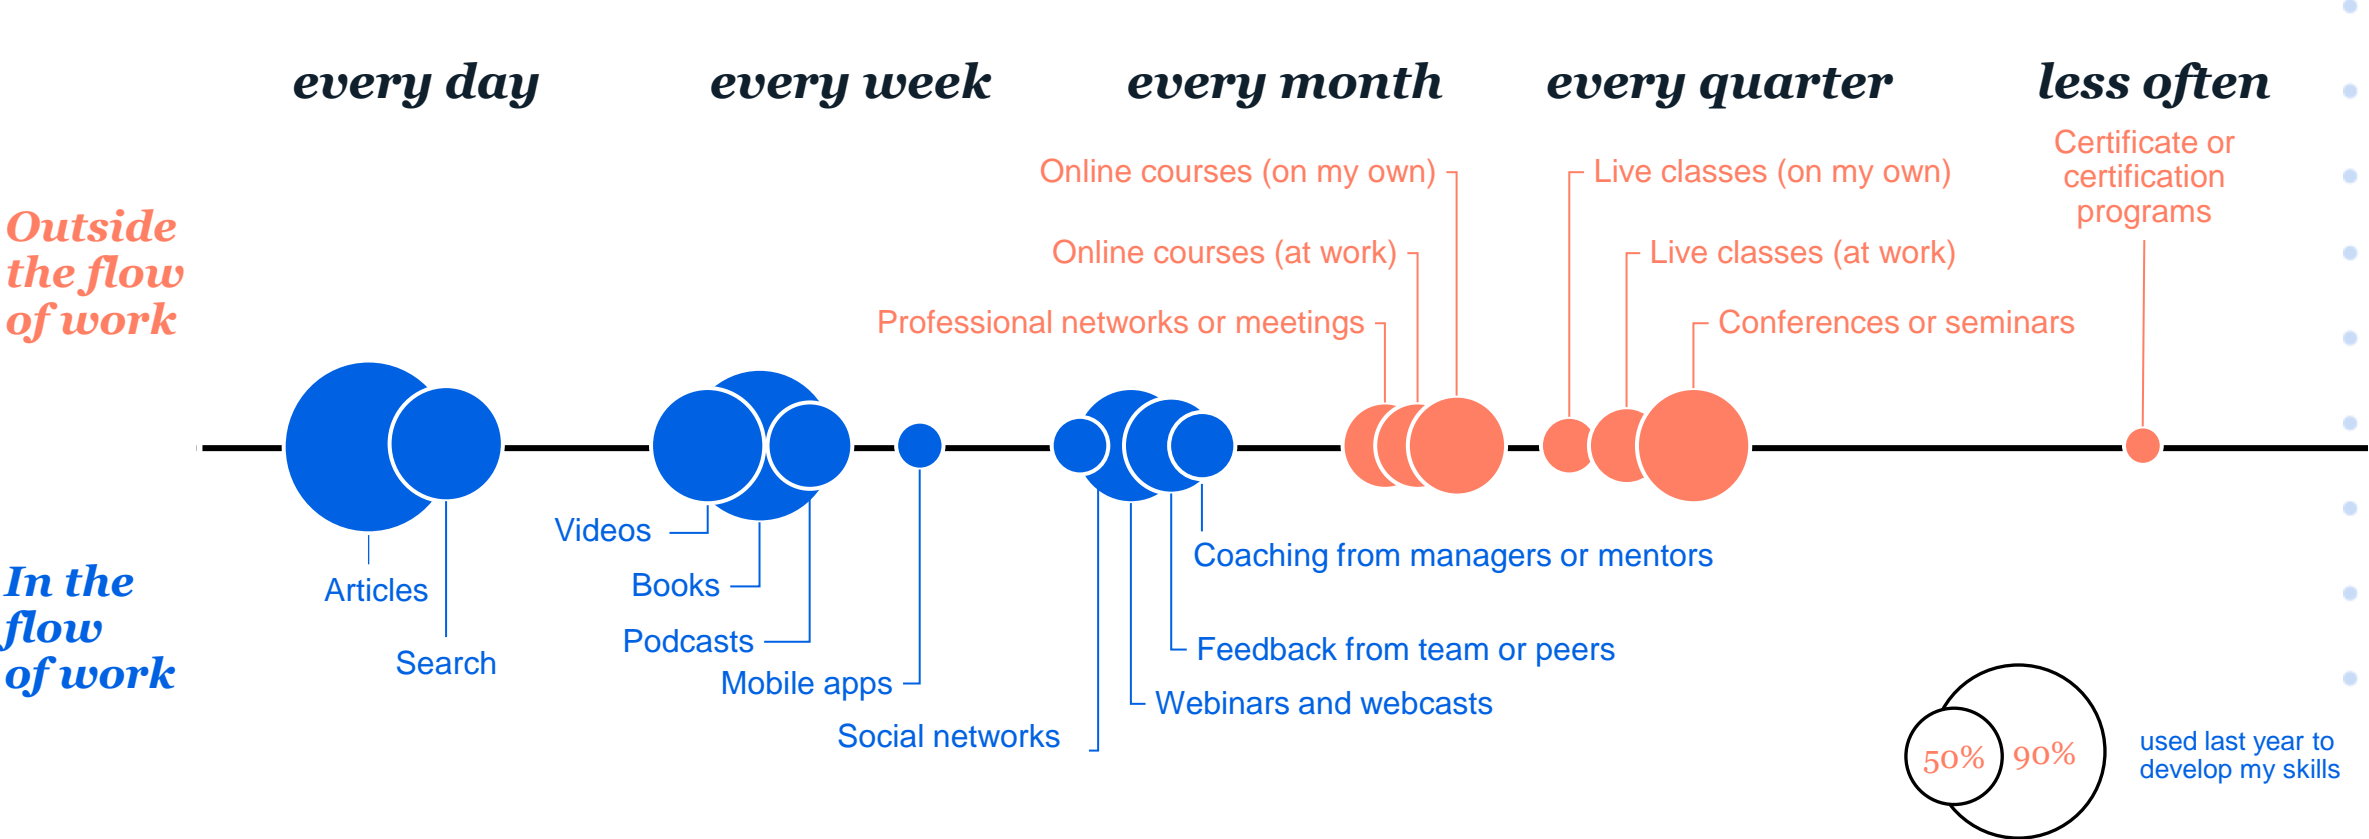 every day
every week
every month
every quarter
less often
Certificate or
certification
programs
Online courses (on my own)
Live classes (on my own)
Outside
the flow
of work
Online courses (at work)
Live classes (at work)
Professional networks or meetings
Conferences or seminars
Videos
Coaching from managers or mentors
In the
flow
of work
Articles
Books
Podcasts
Feedback from team or peers
Search
Mobile apps
Webinars and webcasts
Social networks
50%
90%
used last year to
develop my skills